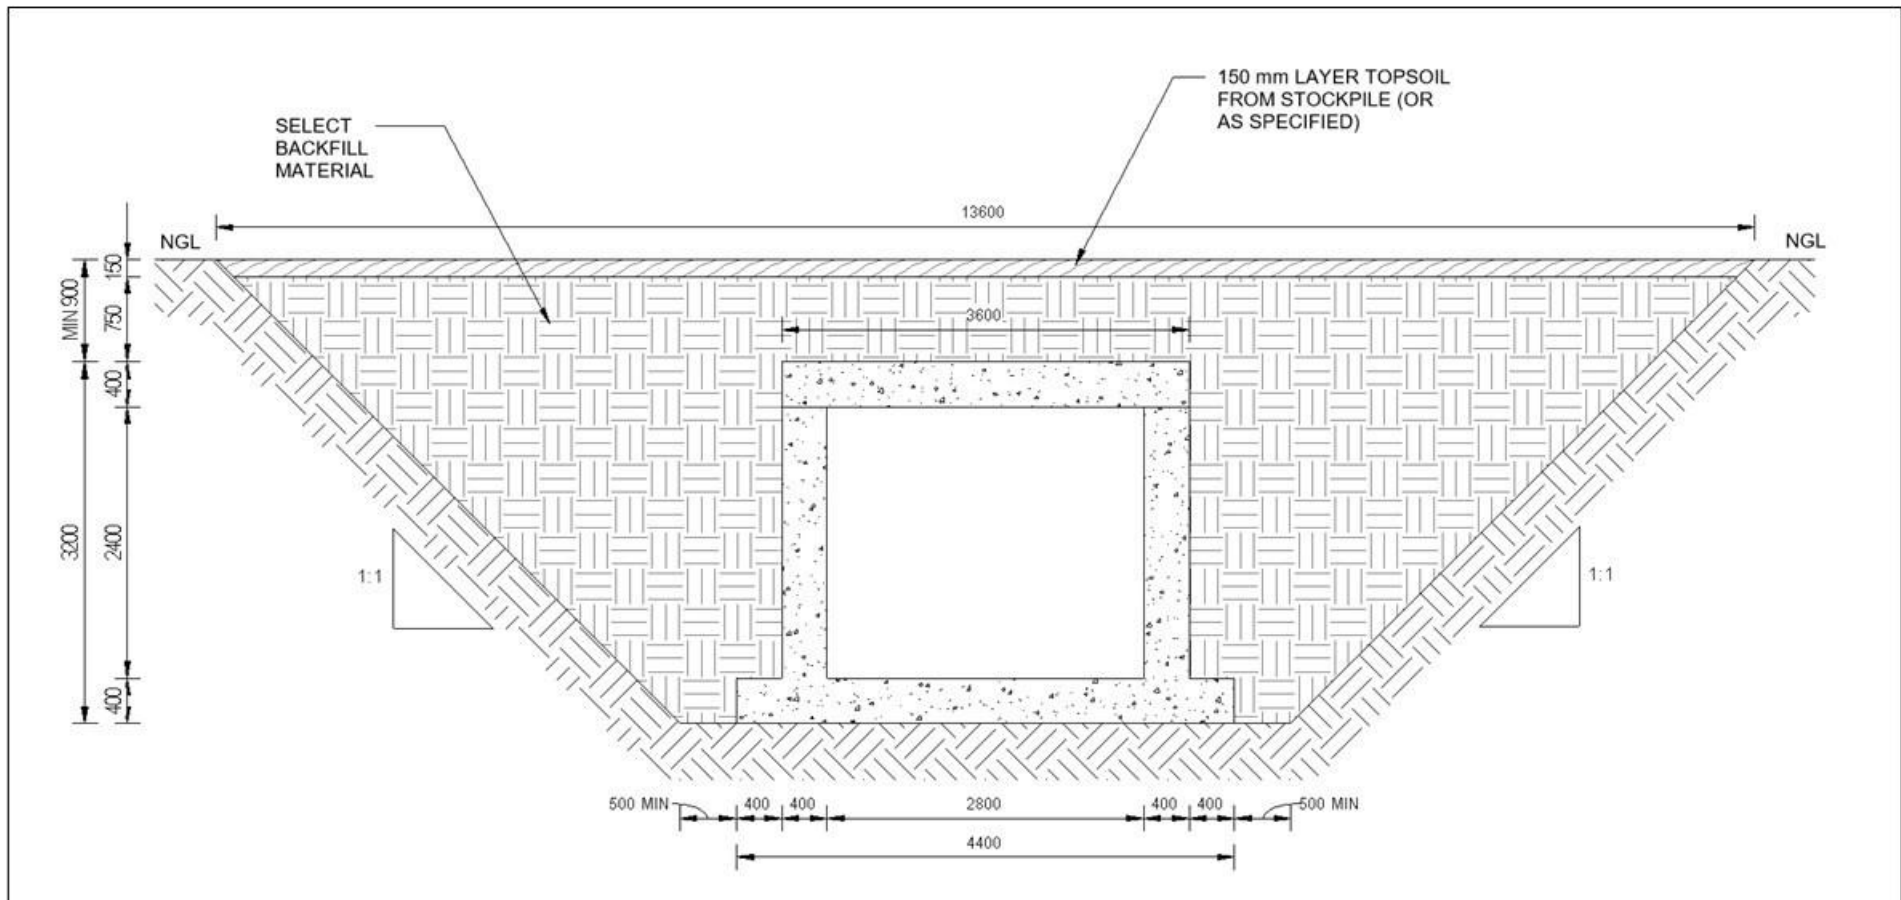 150 mm LAYER TOPSOIL
FROM STOCKPILE (OR
AS SPECIFIED)
SELECT
BACKFILL
MATERIAL
13600
NGL
NGL
150
MIN 900
750
3600
400
3200
2400
1:1
1:1
400
500 MIN
400
400
2800
400
400
500 MIN
4400